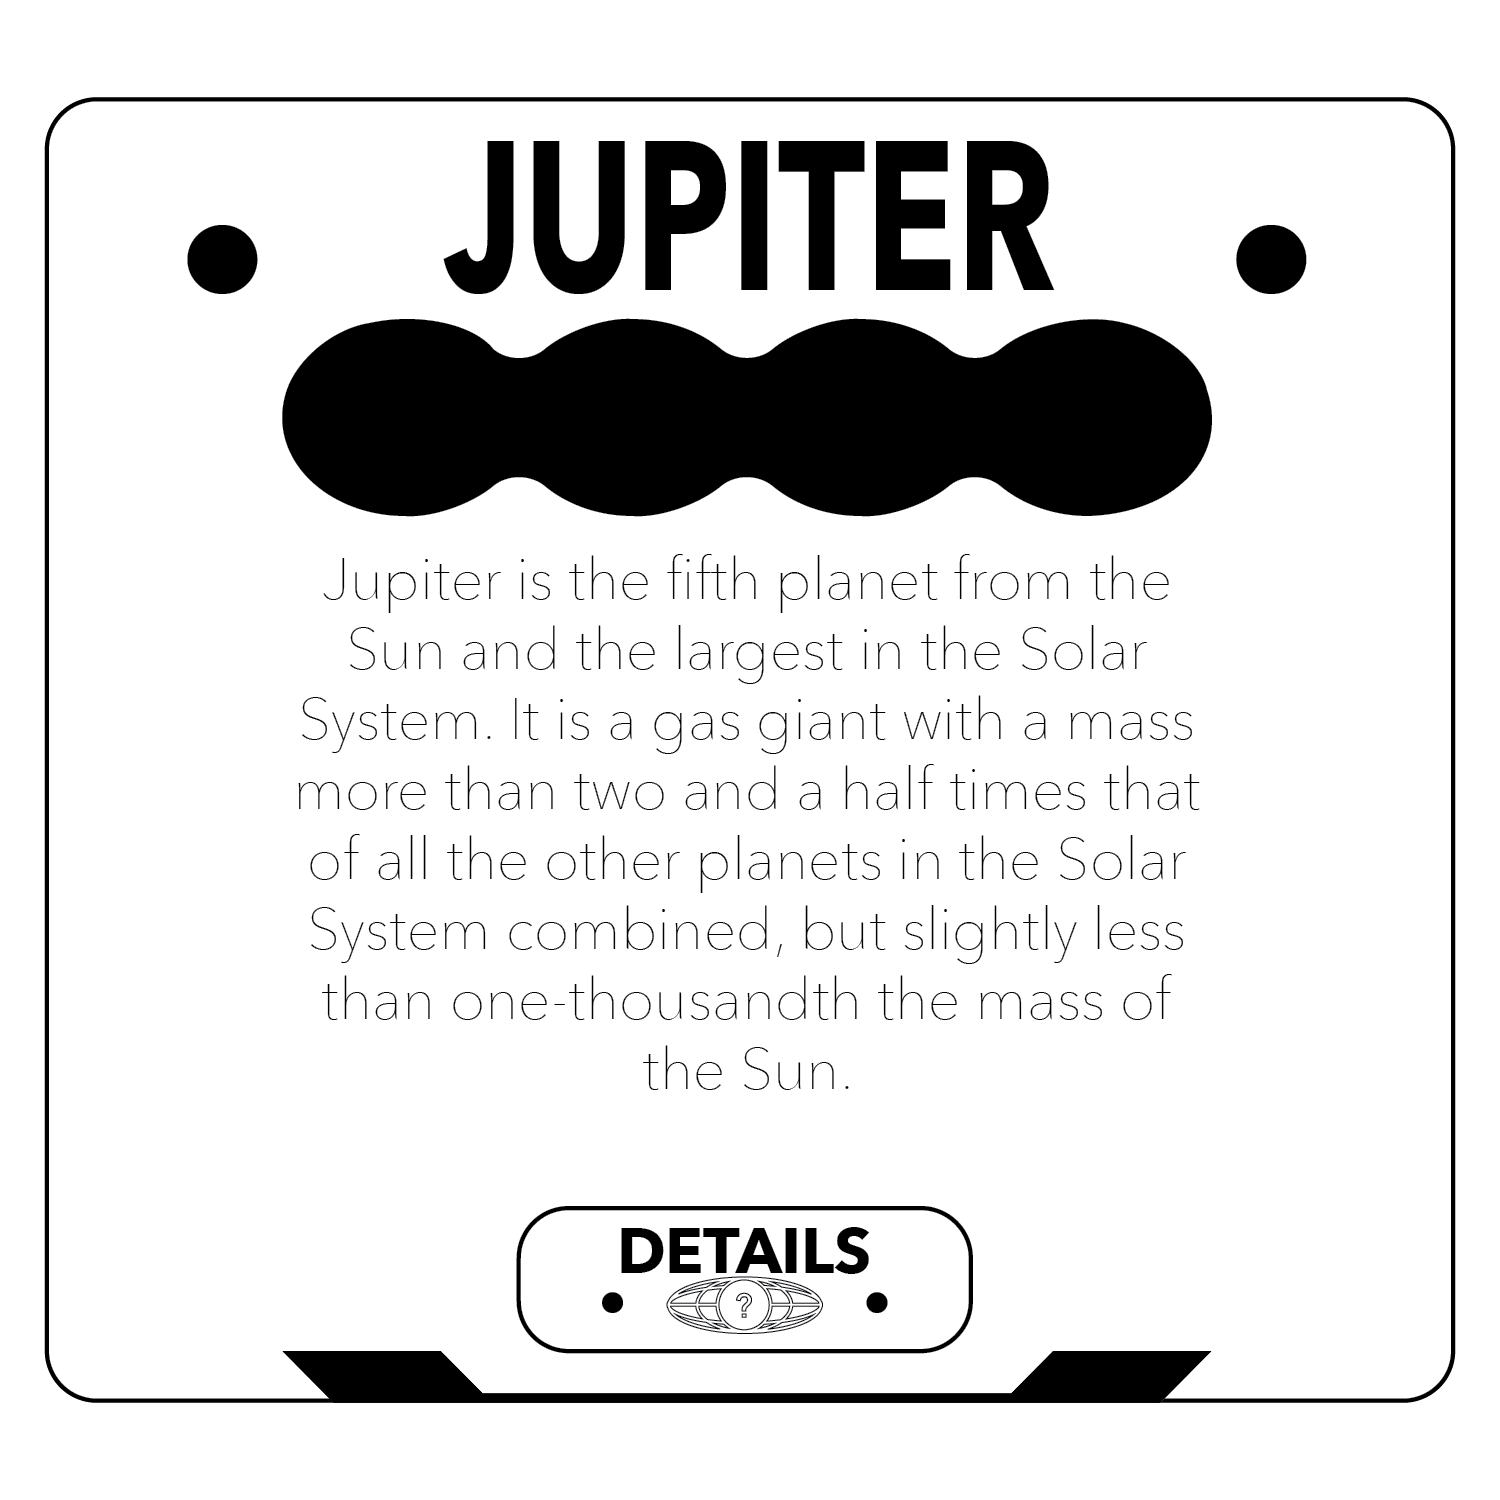 JUPITER
Jupiter is the fifth planet from the
Sun and the largest in the Solar
System. It is a gas giant with a mass
more than two and a half times that
of all the other planets in the Solar
System combined, but slightly less
than one-thousandth the mass of
the Sun.
DETAILS
?